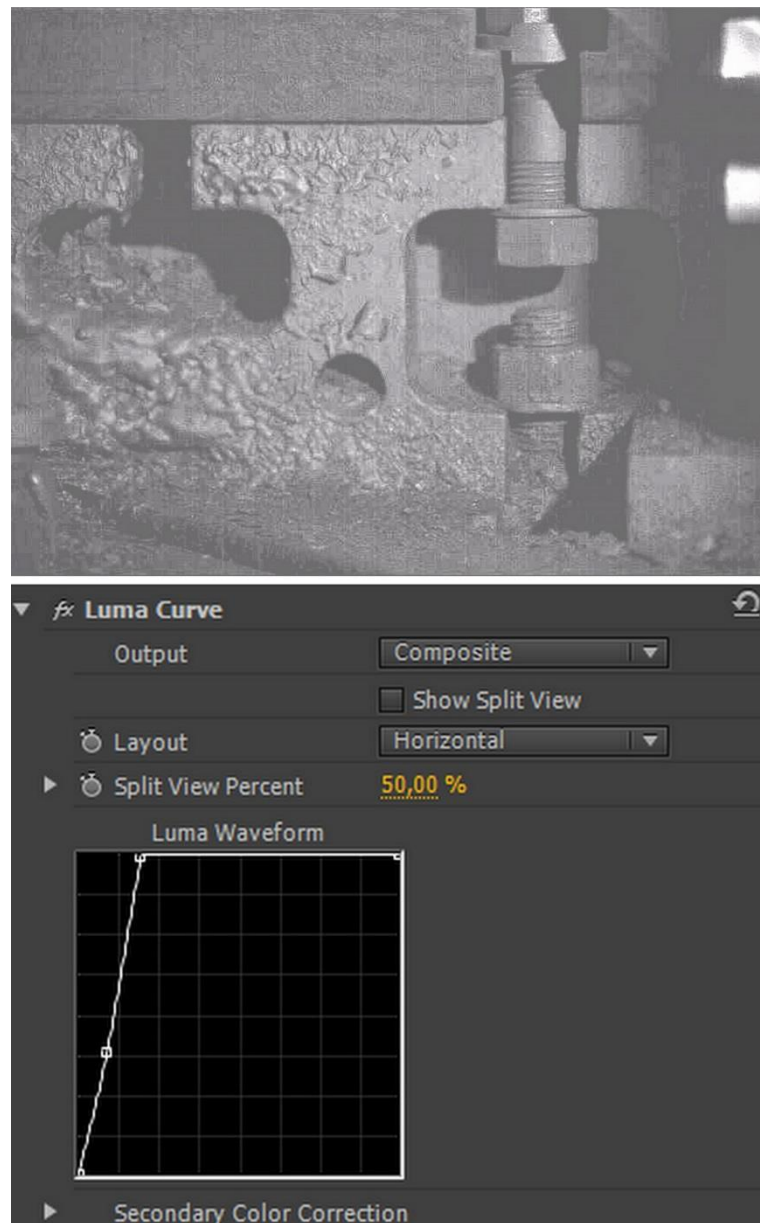 fx Luma Curve
Output Composite
Show Split View
Layout Horizontal
Split View Percent 50,00 %
Luma Waveform
Secondary Color Correction